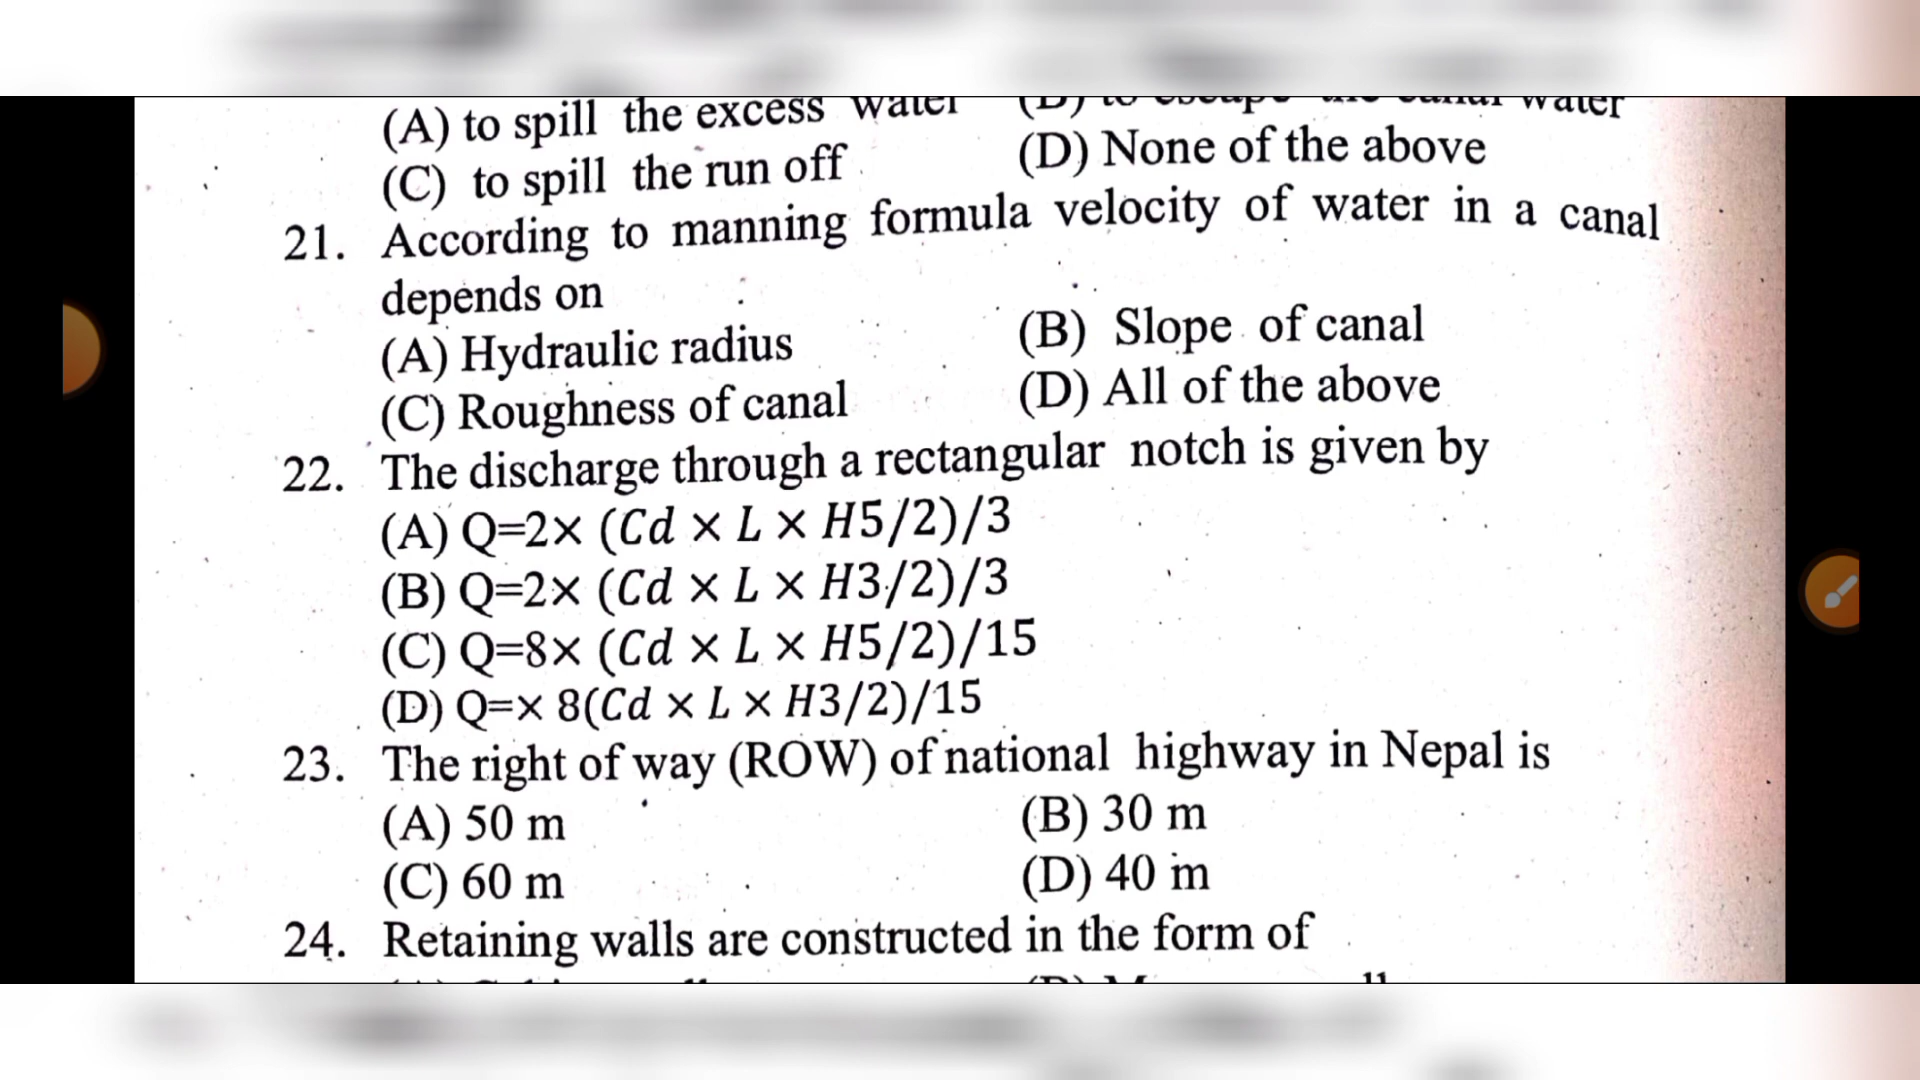 (A) to spill the excess water
(C) to spill the run off
(D) None of the above
21. According to manning formula velocity of water in a canal
depends on
(A) Hydraulic radius (B) Slope of canal
(C) Roughness of canal (D) All of the above
22. The discharge through a rectangular notch is given by
(A) Q=2× (Cd × L × H5/2)/3
(B) Q=2× (Cd × L × H3/2)/3
(C) Q=8× (Cd × L × H5/2)/15
(D) Q=× 8(Cd × L × H3/2)/15
23. The right of way (ROW) of national highway in Nepal is
(A) 50 m (B) 30 m
(C) 60 m (D) 40 m
24. Retaining walls are constructed in the form of